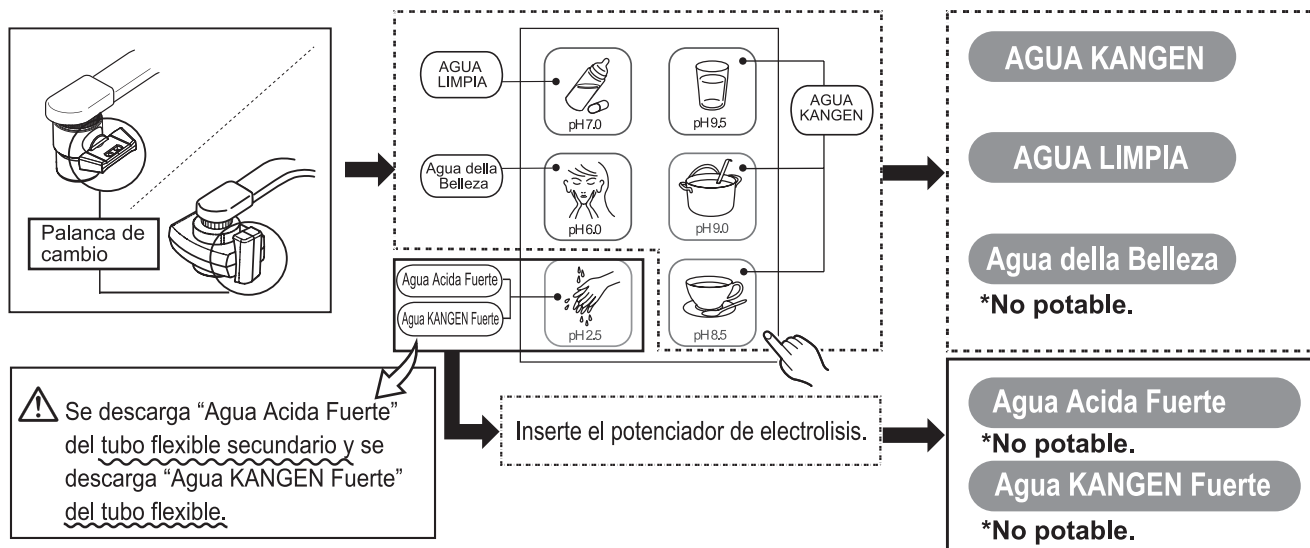 Palanca de
cambio
AGUA
LIMPIA
pH7.0
pH9.5
AGUA
KANGEN
Agua della
Belleza
pH6.0
pH9.0
Agua Acida Fuerte
Agua KANGEN Fuerte
pH2.5
pH8.5
Se descarga “Agua Acida Fuerte”
del tubo flexible secundario y se
descarga “Agua KANGEN Fuerte”
del tubo flexible.
Inserte el potenciador de electrolisis.
AGUA KANGEN
AGUA LIMPIA
Agua della Belleza
*No potable.
Agua Acida Fuerte
*No potable.
Agua KANGEN Fuerte
*No potable.